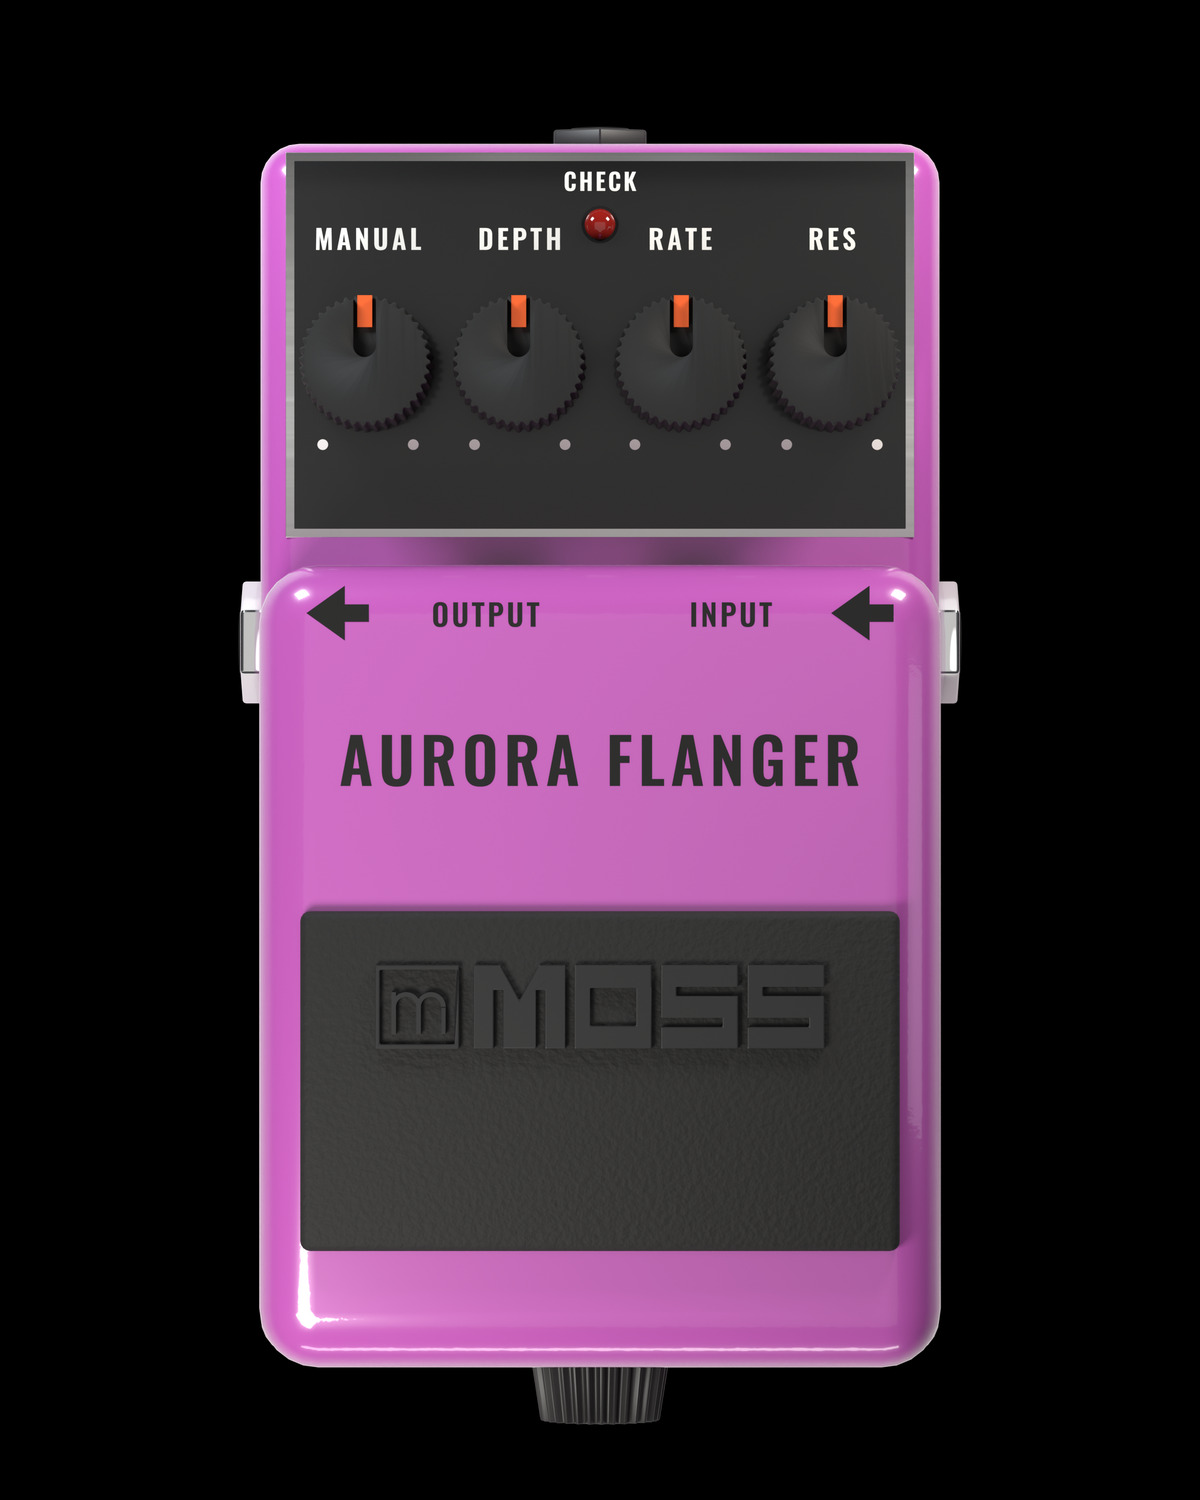 CHECK
MANUAL DEPTH RATE RES
OUTPUT INPUT
AURORA FLANGER
m MOSS